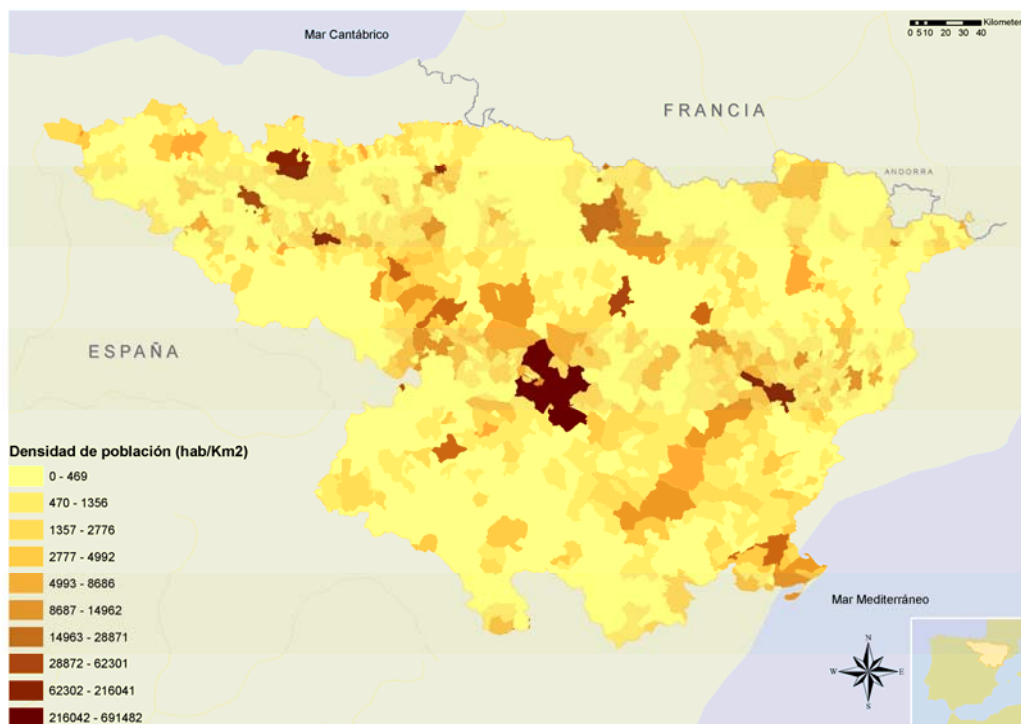 Mar Cantábrico
Kilometer
0 5 10 20 30 40
FRANCIA
ANDORRA
ESPAÑA
Densidad de población (hab/Km2)
0 - 469
470 - 1356
1357 - 2776
2777 - 4992
4993 - 8686
8687 - 14962
14963 - 28871
28872 - 62301
62302 - 216041
216042 - 691482
Mar Mediterráneo
N
W E
S